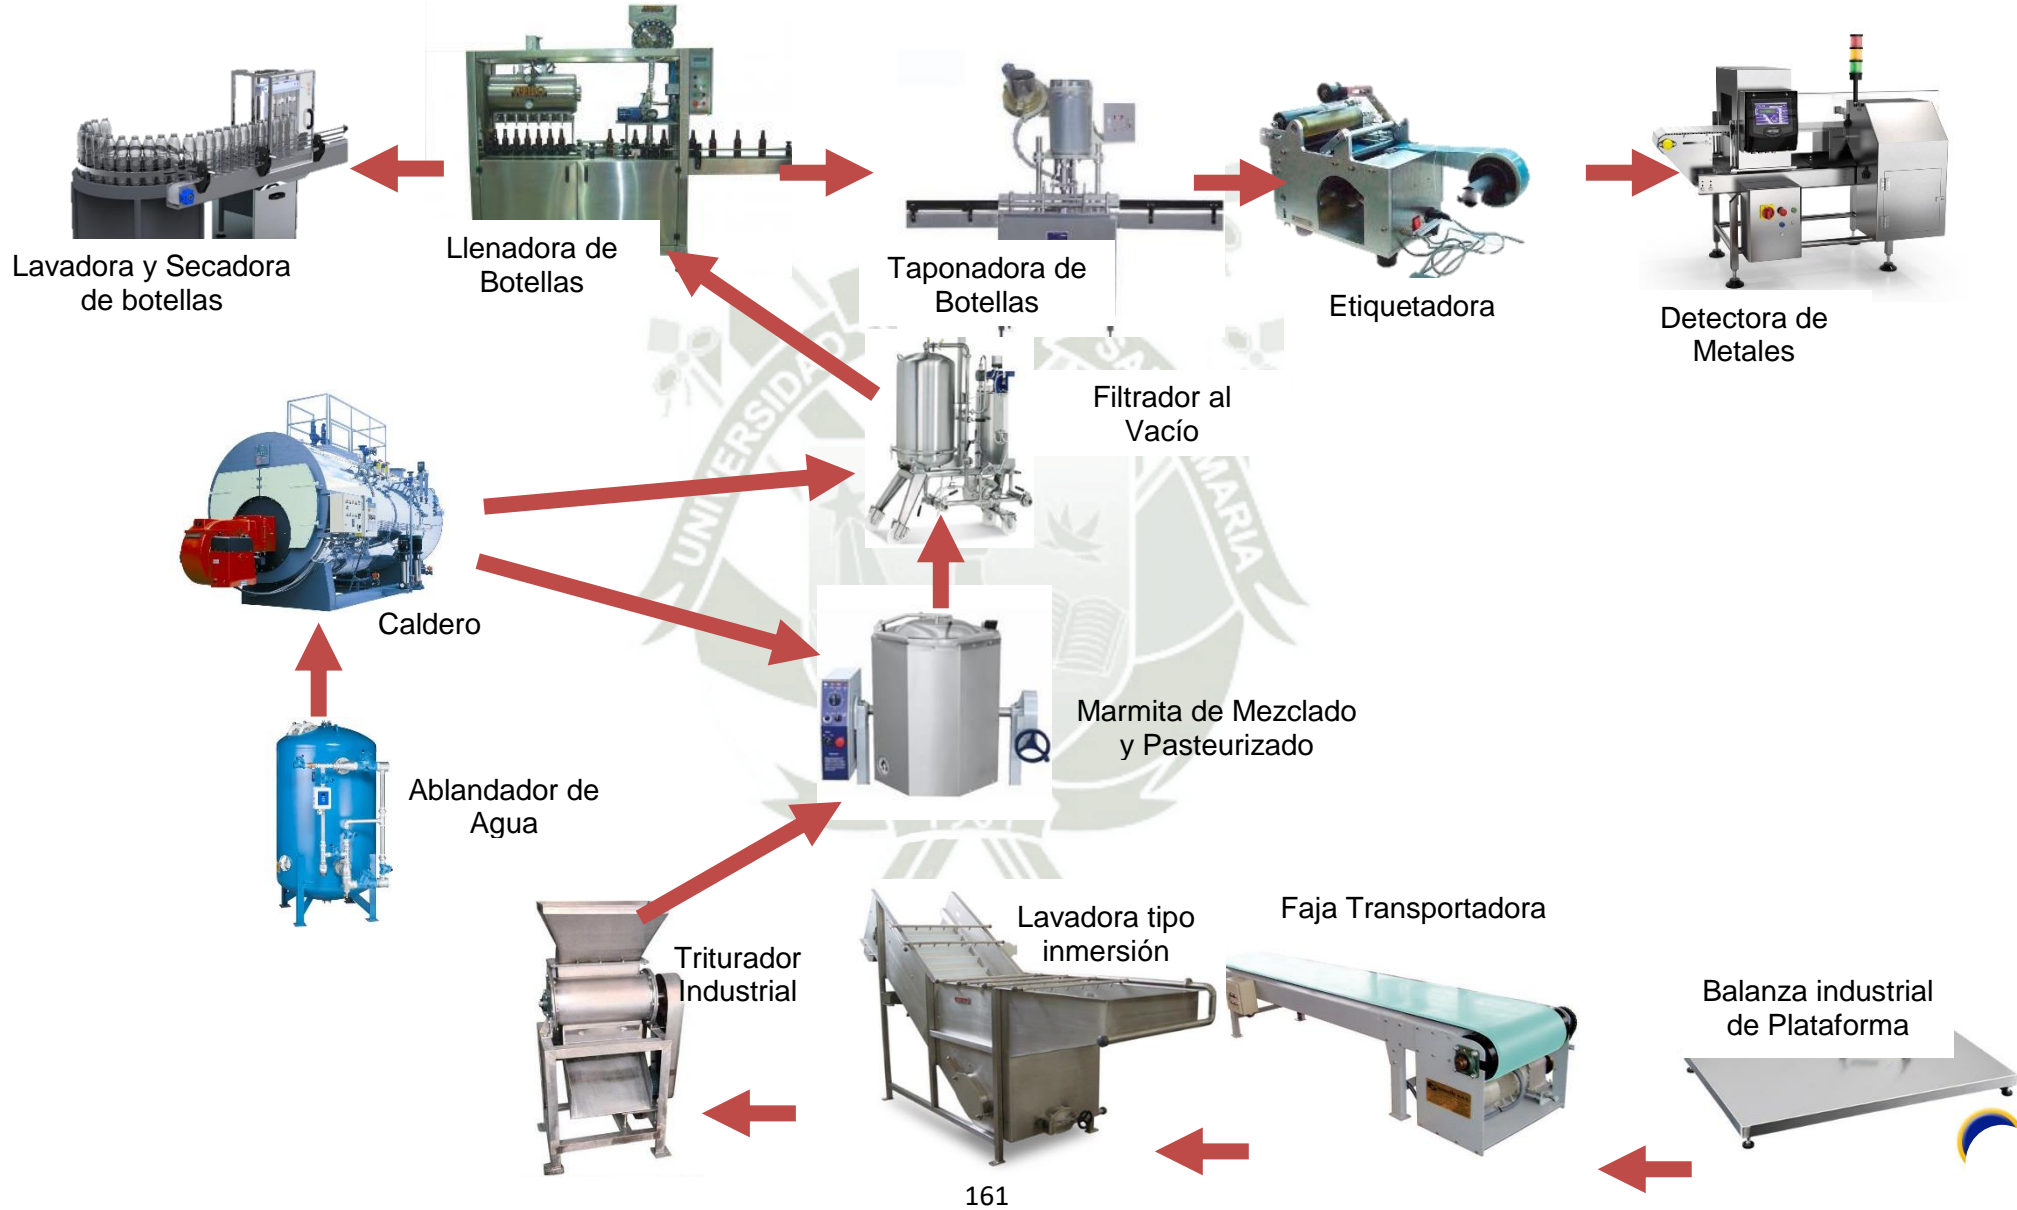 Lavadora y Secadora
de botellas
Llenadora de
Botellas
Taponadora de
Botellas
Etiquetadora
Detectora de
Metales
Filtrador al
Vacío
Caldero
Marmita de Mezclado
y Pasteurizado
Ablandador de
Agua
Triturador
Industrial
Lavadora tipo
inmersión
Faja Transportadora
Balanza industrial
de Plataforma
161